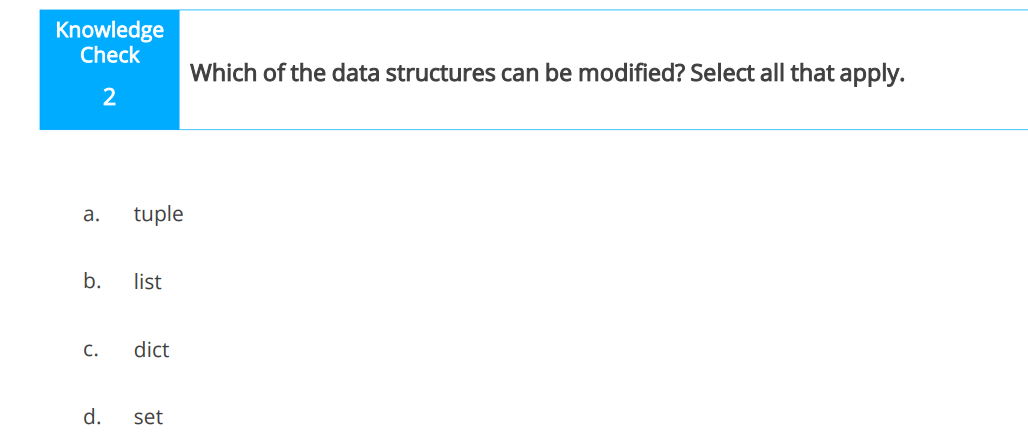 Knowledge
Check
2
Which of the data structures can be modified? Select all that apply.
a. tuple
b. list
c. dict
d. set